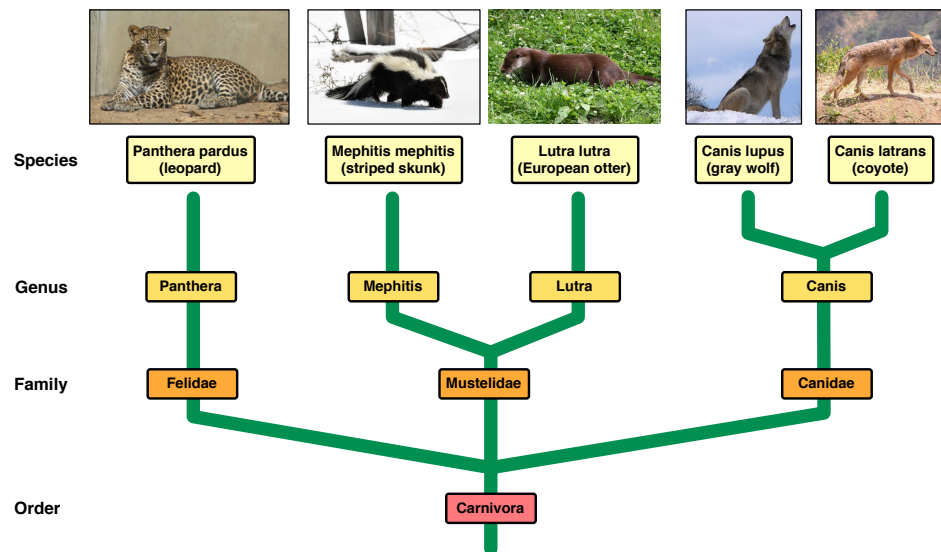 Species
Panthera pardus
(leopard)
Mephitis mephitis
(striped skunk)
Lutra lutra
(European otter)
Canis lupus
(gray wolf)
Canis latrans
(coyote)
Genus
Panthera
Mephitis
Lutra
Canis
Family
Felidae
Mustelidae
Canidae
Order
Carnivora